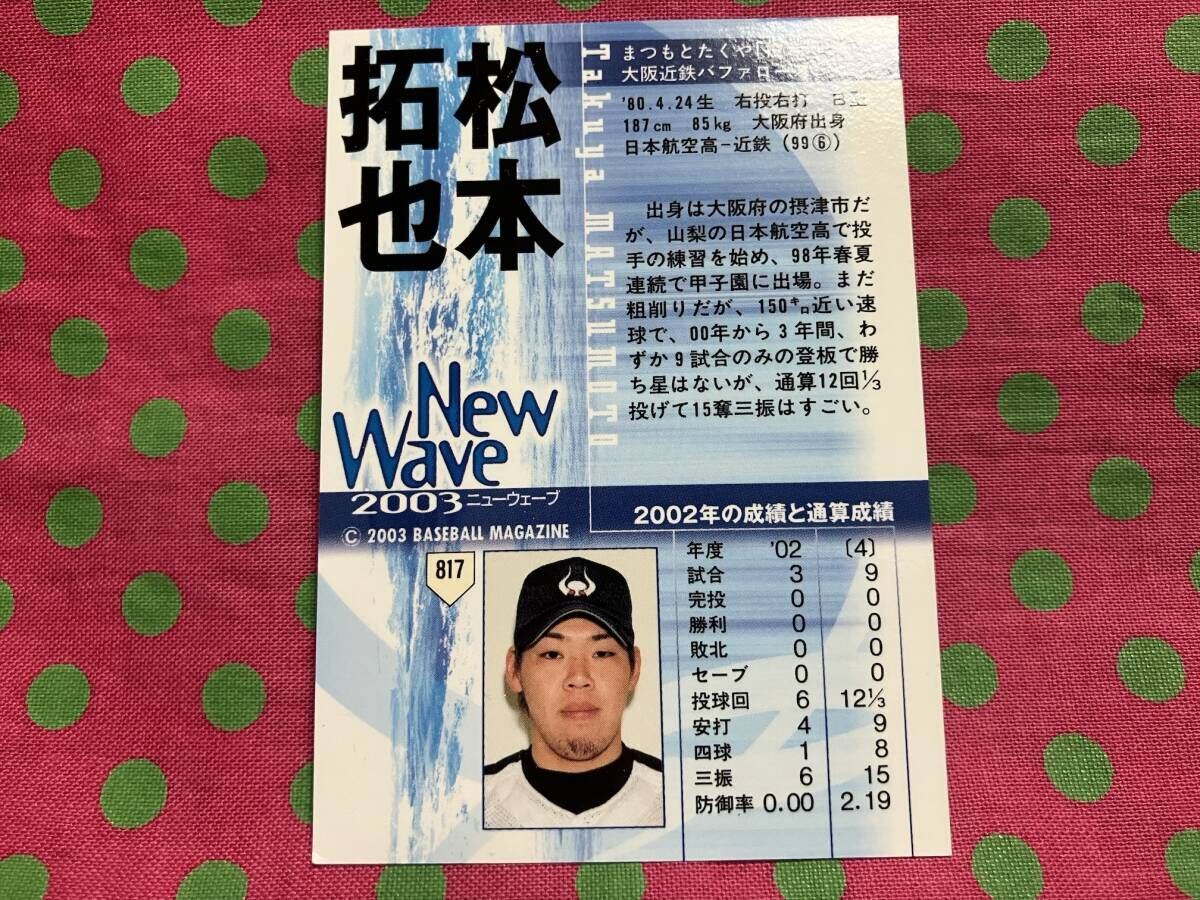 松本
拓也
Takuya MATSUMOTO
まつもとたくや
大阪近鉄バファロー
'80.4.24生 右投右打
187cm 85kg 大阪府出身
日本航空高－近鉄（99⑥）
出身は大阪府の摂津市だ
が、山梨の日本航空高で投
手の練習を始め、98年春夏
連続で甲子園に出場。まだ
粗削りだが、150㌔近い速
球で、00年から3年間、わ
ずか9試合のみの登板で勝
ち星はないが、通算12回⅓
投げて15奪三振はすごい。
New
Wave
2003ニューウェーブ
© 2003 BASEBALL MAGAZINE
817
2002年の成績と通算成績
年度 '02 〔4〕
試合 3 9
完投 0 0
勝利 0 0
敗北 0 0
セーブ 0 0
投球回 6 12⅓
安打 4 9
四球 1 8
三振 6 15
防御率 0.00 2.19